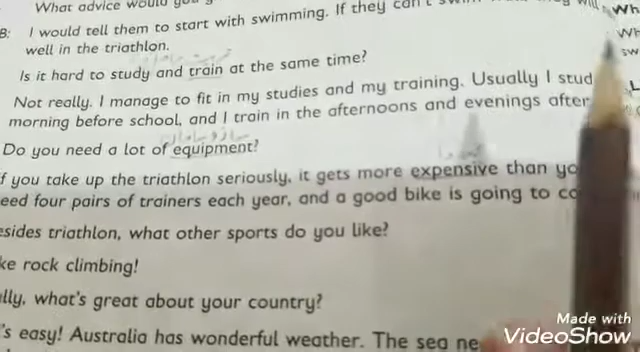 What advice would you
B: I would tell them to start with swimming. If they can't swim they will
well in the triathlon.
Is it hard to study and train at the same time?
Not really. I manage to fit in my studies and my training. Usually I stud
morning before school, and I train in the afternoons and evenings after
Do you need a lot of equipment?
f you take up the triathlon seriously, it gets more expensive than yo
eed four pairs of trainers each year, and a good bike is going to co
esides triathlon, what other sports do you like?
ke rock climbing!
lly, what's great about your country?
's easy! Australia has wonderful weather. The sea ne
Wh
Wh
sw
Made with
VideoShow